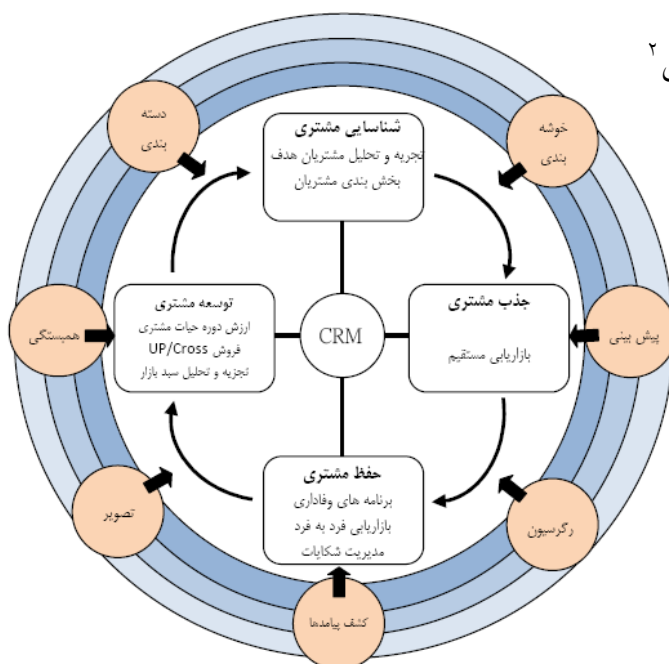 ۲
دسته
بندی
خوشه
بندی
شناسایی مشتری
تجزیه و تحلیل مشتریان هدف
بخش بندی مشتریان
توسعه مشتری
ارزش دوره حیات مشتری
فروش UP/Cross
تجزیه و تحلیل سبد بازار
CRM
جذب مشتری
بازاریابی مستقیم
همبستگی
پیش بینی
حفظ مشتری
برنامه های وفاداری
بازاریابی فرد به فرد
مدیریت شکایات
تصویر
رگرسیون
کشف پیامدها